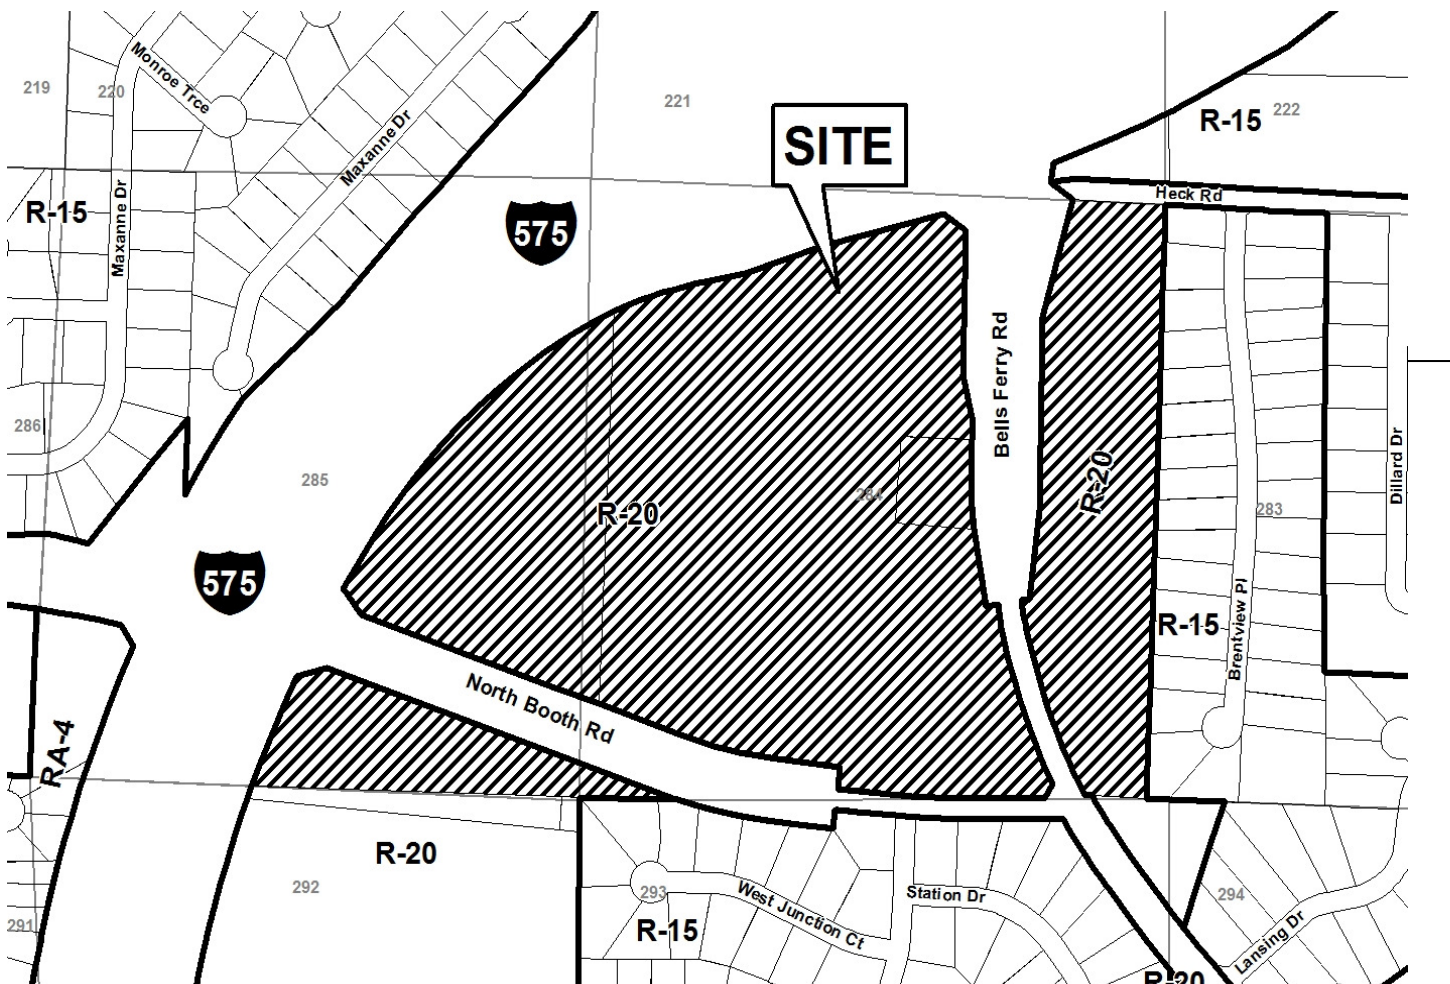 Monroe Trce
219
220
221
222
R-15
SITE
Maxanne Dr
Heck Rd
R-15
Maxanne Dr
575
Bells Ferry Rd
286
285
R-20
284
R-20
283
Dillard Dr
575
R-15
Brentview Pl
North Booth Rd
RA-4
R-20
292
293
West Junction Ct
Station Dr
294
291
R-15
Lansing Dr
R-20